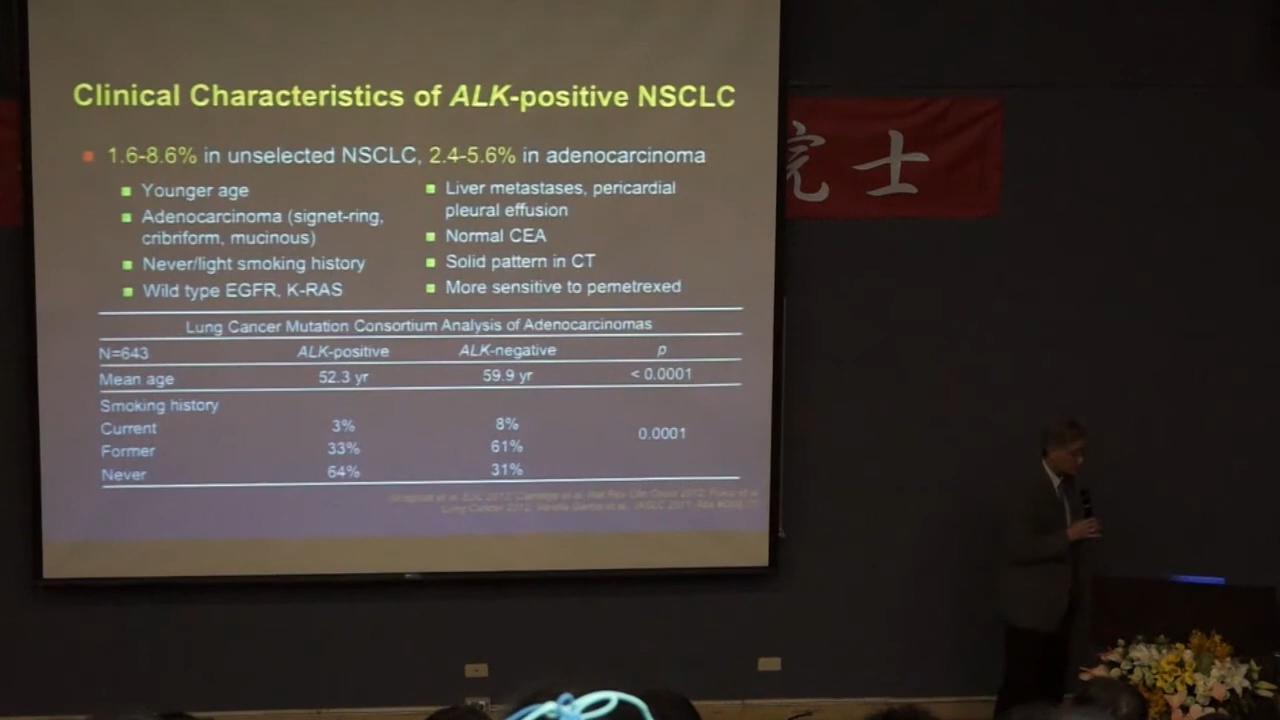 Clinical Characteristics of ALK-positive NSCLC
1.6-8.6% in unselected NSCLC, 2.4-5.6% in adenocarcinoma
Younger age
Adenocarcinoma (signet-ring,
cribriform, mucinous)
Never/light smoking history
Wild type EGFR, K-RAS
Liver metastases, pericardial
pleural effusion
Normal CEA
Solid pattern in CT
More sensitive to pemetrexed
Lung Cancer Mutation Consortium Analysis of Adenocarcinomas
N=643 ALK-positive ALK-negative p
Mean age 52.3 yr 59.9 yr < 0.0001
Smoking history
Current 3% 8% 0.0001
Former 33% 61%
Never 64% 31%
院士